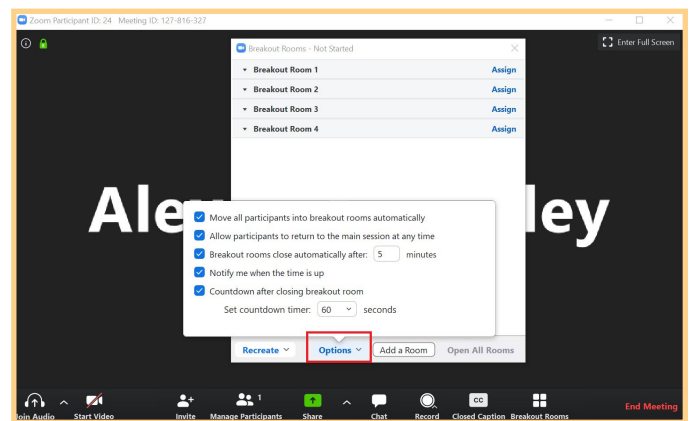 Zoom Participant ID: 24 Meeting ID: 127-816-327
Enter Full Screen
Breakout Rooms - Not Started
Breakout Room 1 Assign
Breakout Room 2 Assign
Breakout Room 3 Assign
Breakout Room 4 Assign
Move all participants into breakout rooms automatically
Allow participants to return to the main session at any time
Breakout rooms close automatically after: 5 minutes
Notify me when the time is up
Countdown after closing breakout room
Set countdown timer: 60 seconds
Recreate Options Add a Room Open All Rooms
1
Join Audio Start Video Invite Manage Participants Share Chat Record CC Closed Caption Breakout Rooms End Meeting